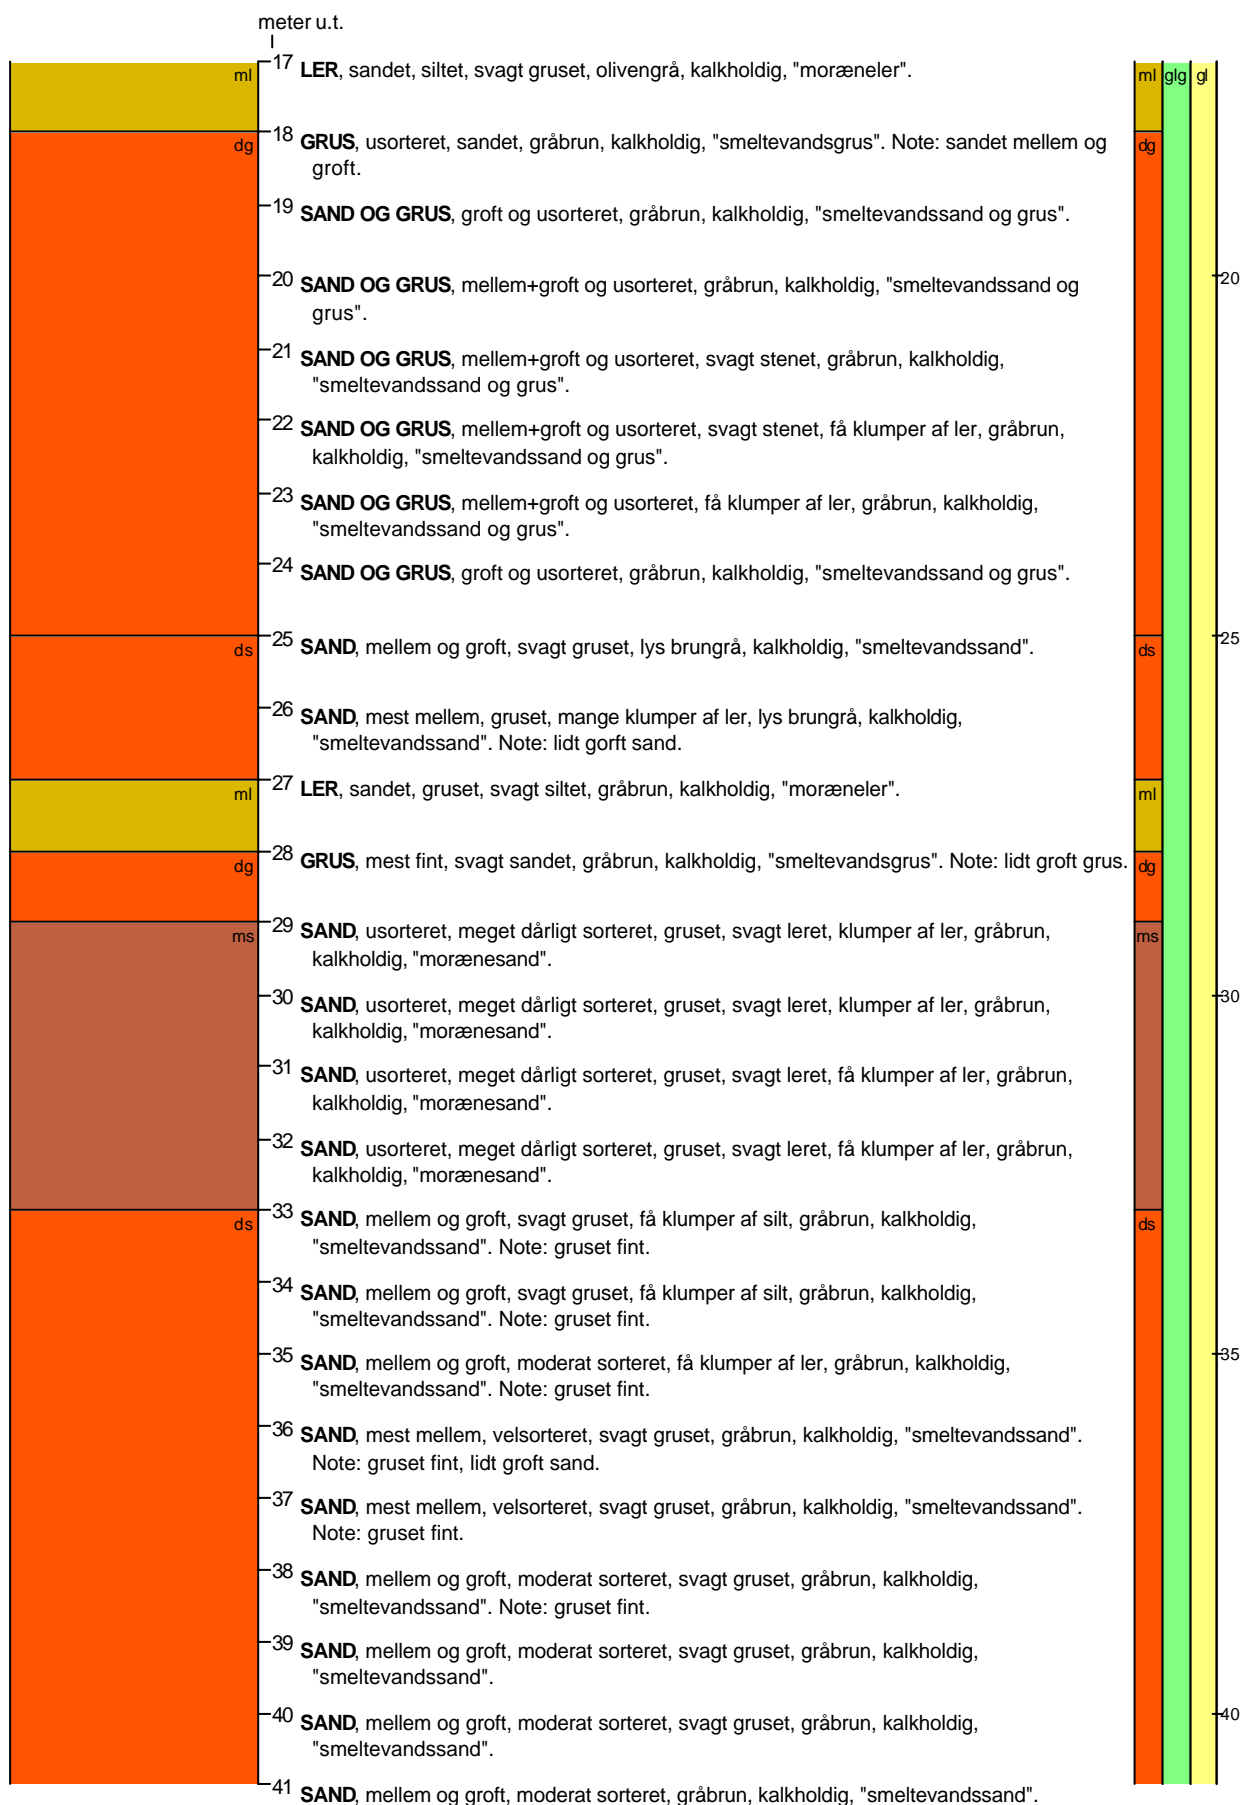 meter u.t.
17 LER, sandet, siltet, svagt gruset, olivengrå, kalkholdig, "moræneler".
ml
ml glg gl
18 GRUS, usorteret, sandet, gråbrun, kalkholdig, "smeltevandsgrus". Note: sandet mellem og
groft.
dg
dg
19 SAND OG GRUS, groft og usorteret, gråbrun, kalkholdig, "smeltevandssand og grus".
20 SAND OG GRUS, mellem+groft og usorteret, gråbrun, kalkholdig, "smeltevandssand og
grus".
20
21 SAND OG GRUS, mellem+groft og usorteret, svagt stenet, gråbrun, kalkholdig,
"smeltevandssand og grus".
22 SAND OG GRUS, mellem+groft og usorteret, svagt stenet, få klumper af ler, gråbrun,
kalkholdig, "smeltevandssand og grus".
23 SAND OG GRUS, mellem+groft og usorteret, få klumper af ler, gråbrun, kalkholdig,
"smeltevandssand og grus".
24 SAND OG GRUS, groft og usorteret, gråbrun, kalkholdig, "smeltevandssand og grus".
25 SAND, mellem og groft, svagt gruset, lys brungrå, kalkholdig, "smeltevandssand".
25
ds
ds
26 SAND, mest mellem, gruset, mange klumper af ler, lys brungrå, kalkholdig,
"smeltevandssand". Note: lidt gorft sand.
27 LER, sandet, gruset, svagt siltet, gråbrun, kalkholdig, "moræneler".
ml
ml
28 GRUS, mest fint, svagt sandet, gråbrun, kalkholdig, "smeltevandsgrus". Note: lidt groft grus.
dg
dg
29 SAND, usorteret, meget dårligt sorteret, gruset, svagt leret, klumper af ler, gråbrun,
kalkholdig, "morænesand".
ms
ms
30 SAND, usorteret, meget dårligt sorteret, gruset, svagt leret, klumper af ler, gråbrun,
kalkholdig, "morænesand".
30
31 SAND, usorteret, meget dårligt sorteret, gruset, svagt leret, få klumper af ler, gråbrun,
kalkholdig, "morænesand".
32 SAND, usorteret, meget dårligt sorteret, gruset, svagt leret, få klumper af ler, gråbrun,
kalkholdig, "morænesand".
33 SAND, mellem og groft, svagt gruset, få klumper af silt, gråbrun, kalkholdig,
"smeltevandssand". Note: gruset fint.
ds
ds
34 SAND, mellem og groft, svagt gruset, få klumper af silt, gråbrun, kalkholdig,
"smeltevandssand". Note: gruset fint.
35 SAND, mellem og groft, moderat sorteret, få klumper af ler, gråbrun, kalkholdig,
"smeltevandssand". Note: gruset fint.
35
36 SAND, mest mellem, velsorteret, svagt gruset, gråbrun, kalkholdig, "smeltevandssand".
Note: gruset fint, lidt groft sand.
37 SAND, mest mellem, velsorteret, svagt gruset, gråbrun, kalkholdig, "smeltevandssand".
Note: gruset fint.
38 SAND, mellem og groft, moderat sorteret, svagt gruset, gråbrun, kalkholdig,
"smeltevandssand". Note: gruset fint.
39 SAND, mellem og groft, moderat sorteret, svagt gruset, gråbrun, kalkholdig,
"smeltevandssand".
40 SAND, mellem og groft, moderat sorteret, svagt gruset, gråbrun, kalkholdig,
"smeltevandssand".
40
41 SAND, mellem og groft, moderat sorteret, gråbrun, kalkholdig, "smeltevandssand".